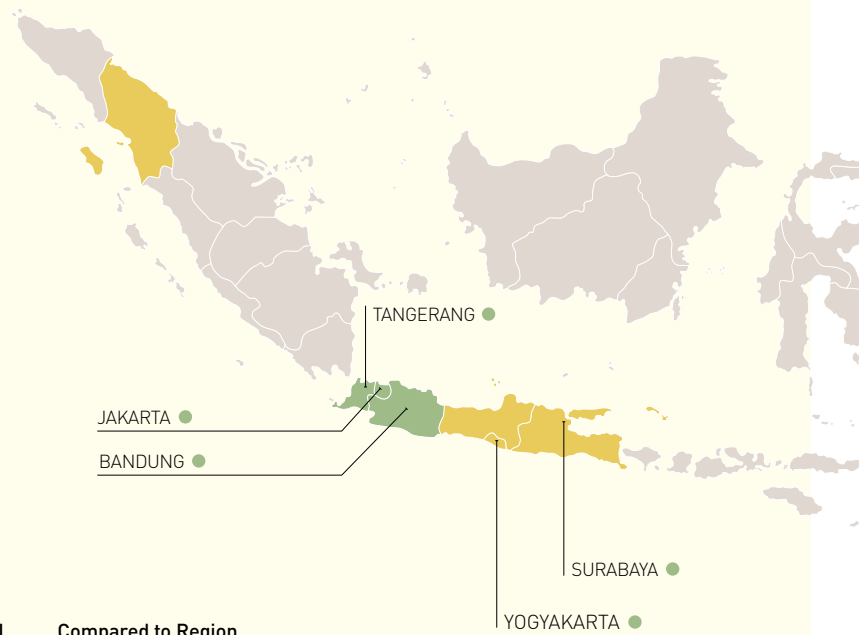 TANGERANG
JAKARTA
BANDUNG
SURABAYA
YOGYAKARTA
Compared to Region